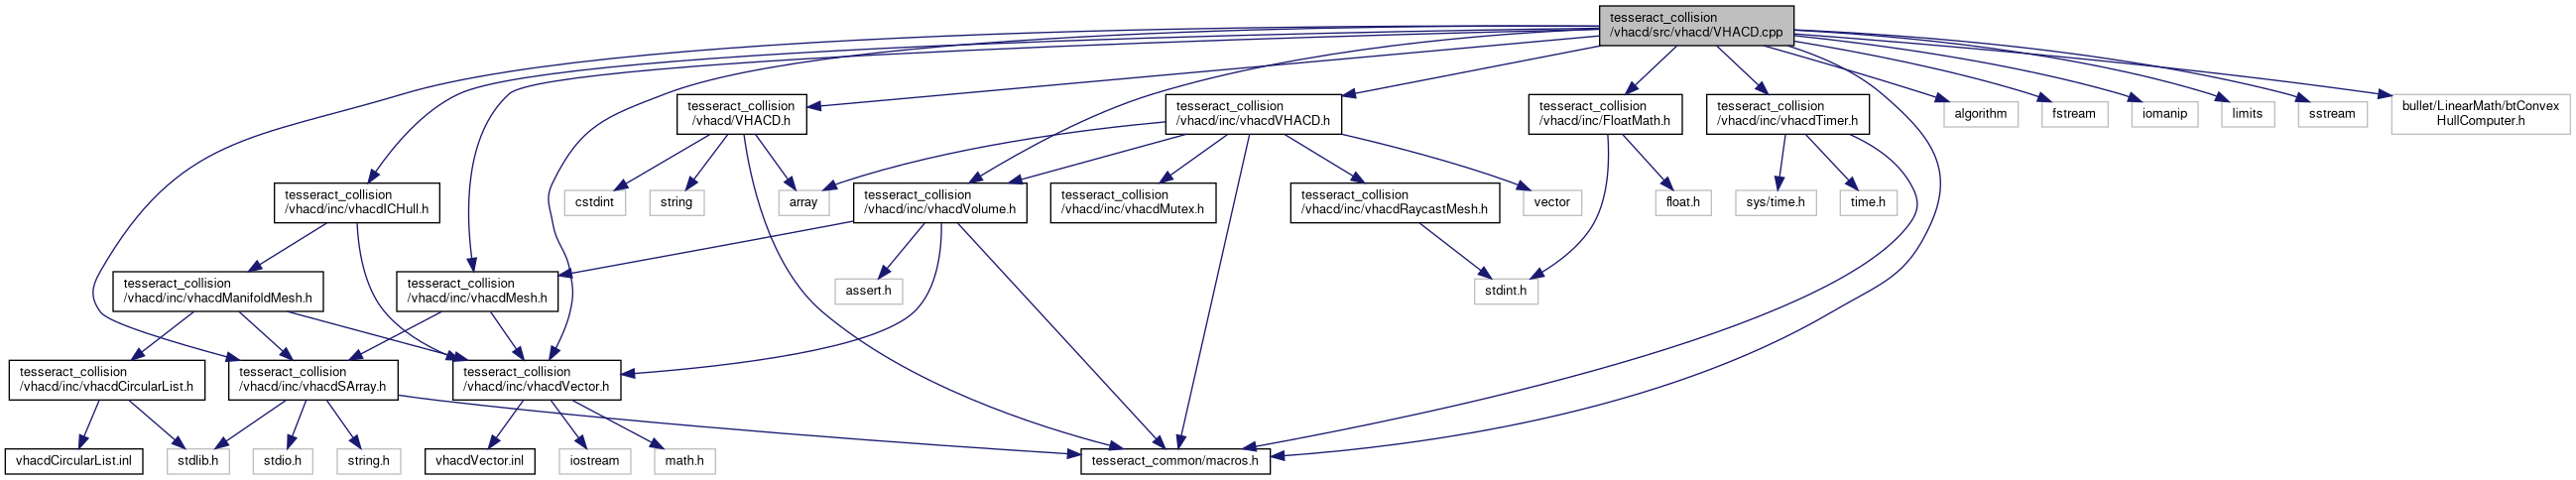 tesseract_collision
/vhacd/src/vhacd/VHACD.cpp
tesseract_collision
/vhacd/VHACD.h
tesseract_collision
/vhacd/inc/vhacdVHACD.h
tesseract_collision
/vhacd/inc/FloatMath.h
tesseract_collision
/vhacd/inc/vhacdTimer.h
algorithm
fstream
iomanip
limits
sstream
bullet/LinearMath/btConvex
HullComputer.h
tesseract_collision
/vhacd/inc/vhacdICHull.h
cstdint
string
array
tesseract_collision
/vhacd/inc/vhacdVolume.h
tesseract_collision
/vhacd/inc/vhacdMutex.h
tesseract_collision
/vhacd/inc/vhacdRaycastMesh.h
vector
float.h
sys/time.h
time.h
tesseract_collision
/vhacd/inc/vhacdManifoldMesh.h
tesseract_collision
/vhacd/inc/vhacdMesh.h
assert.h
stdint.h
tesseract_collision
/vhacd/inc/vhacdCircularList.h
tesseract_collision
/vhacd/inc/vhacdSArray.h
tesseract_collision
/vhacd/inc/vhacdVector.h
vhacdCircularList.inl
stdlib.h
stdio.h
string.h
vhacdVector.inl
iostream
math.h
tesseract_common/macros.h